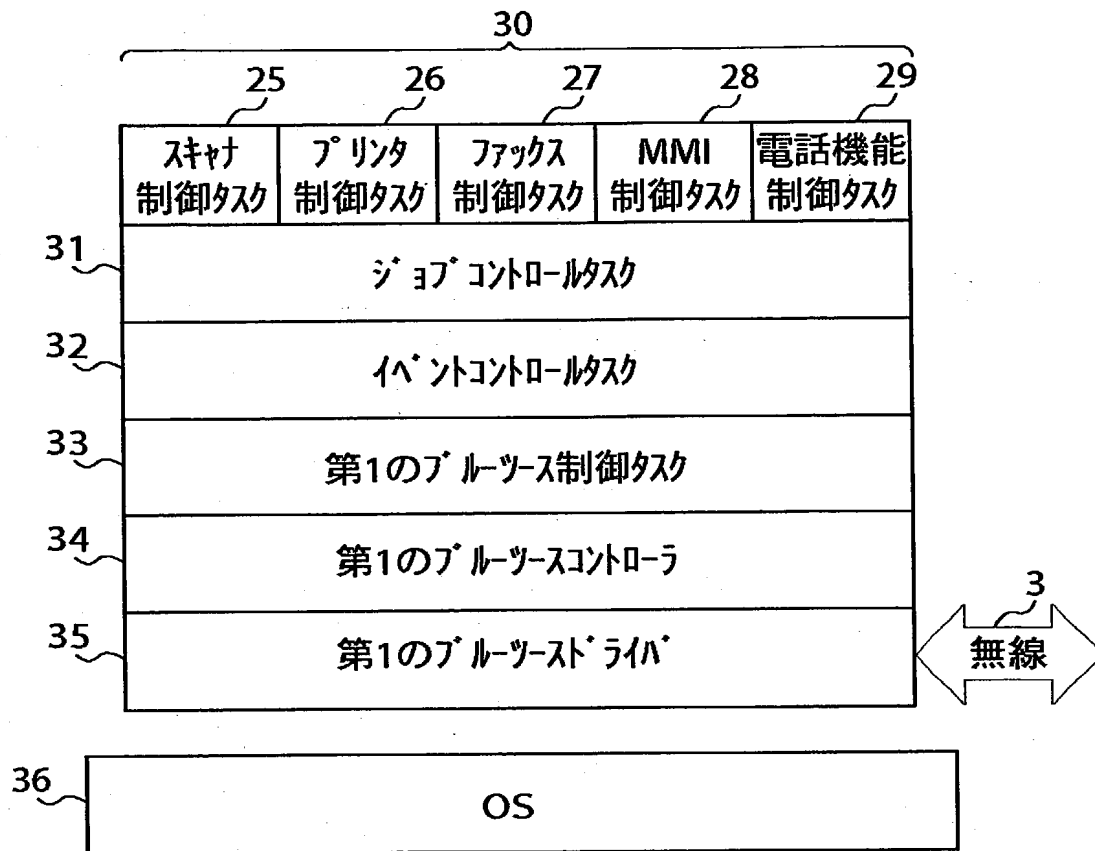 30
25
26
27
28
29
スキャナ
制御タスク
プリンタ
制御タスク
ファックス
制御タスク
MMI
制御タスク
電話機能
制御タスク
31
ジョブコントロールタスク
32
イベントコントロールタスク
33
第1のブルーツース制御タスク
34
第1のブルーツースコントローラ
35
第1のブルーツースドライバ
3
無線
36
OS